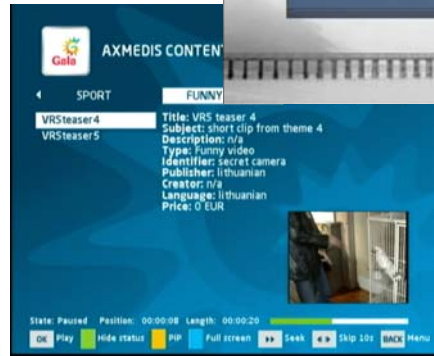 Gala
AXMEDIS CONTEN
SPORT
FUNNY
VRSteaser4
VRSteaser5
Title: VRS teaser 4
Subject: short clip from theme 4
Description: n/a
Type: Funny video
Identifier: secret camera
Publisher: lithuanian
Creator: n/a
Language: lithuanian
Price: 0 EUR
State: Paused Position: 00:00:08 Length: 00:00:20
OK Play Hide status PiP Full screen Seek Skip 10s BACK Menu